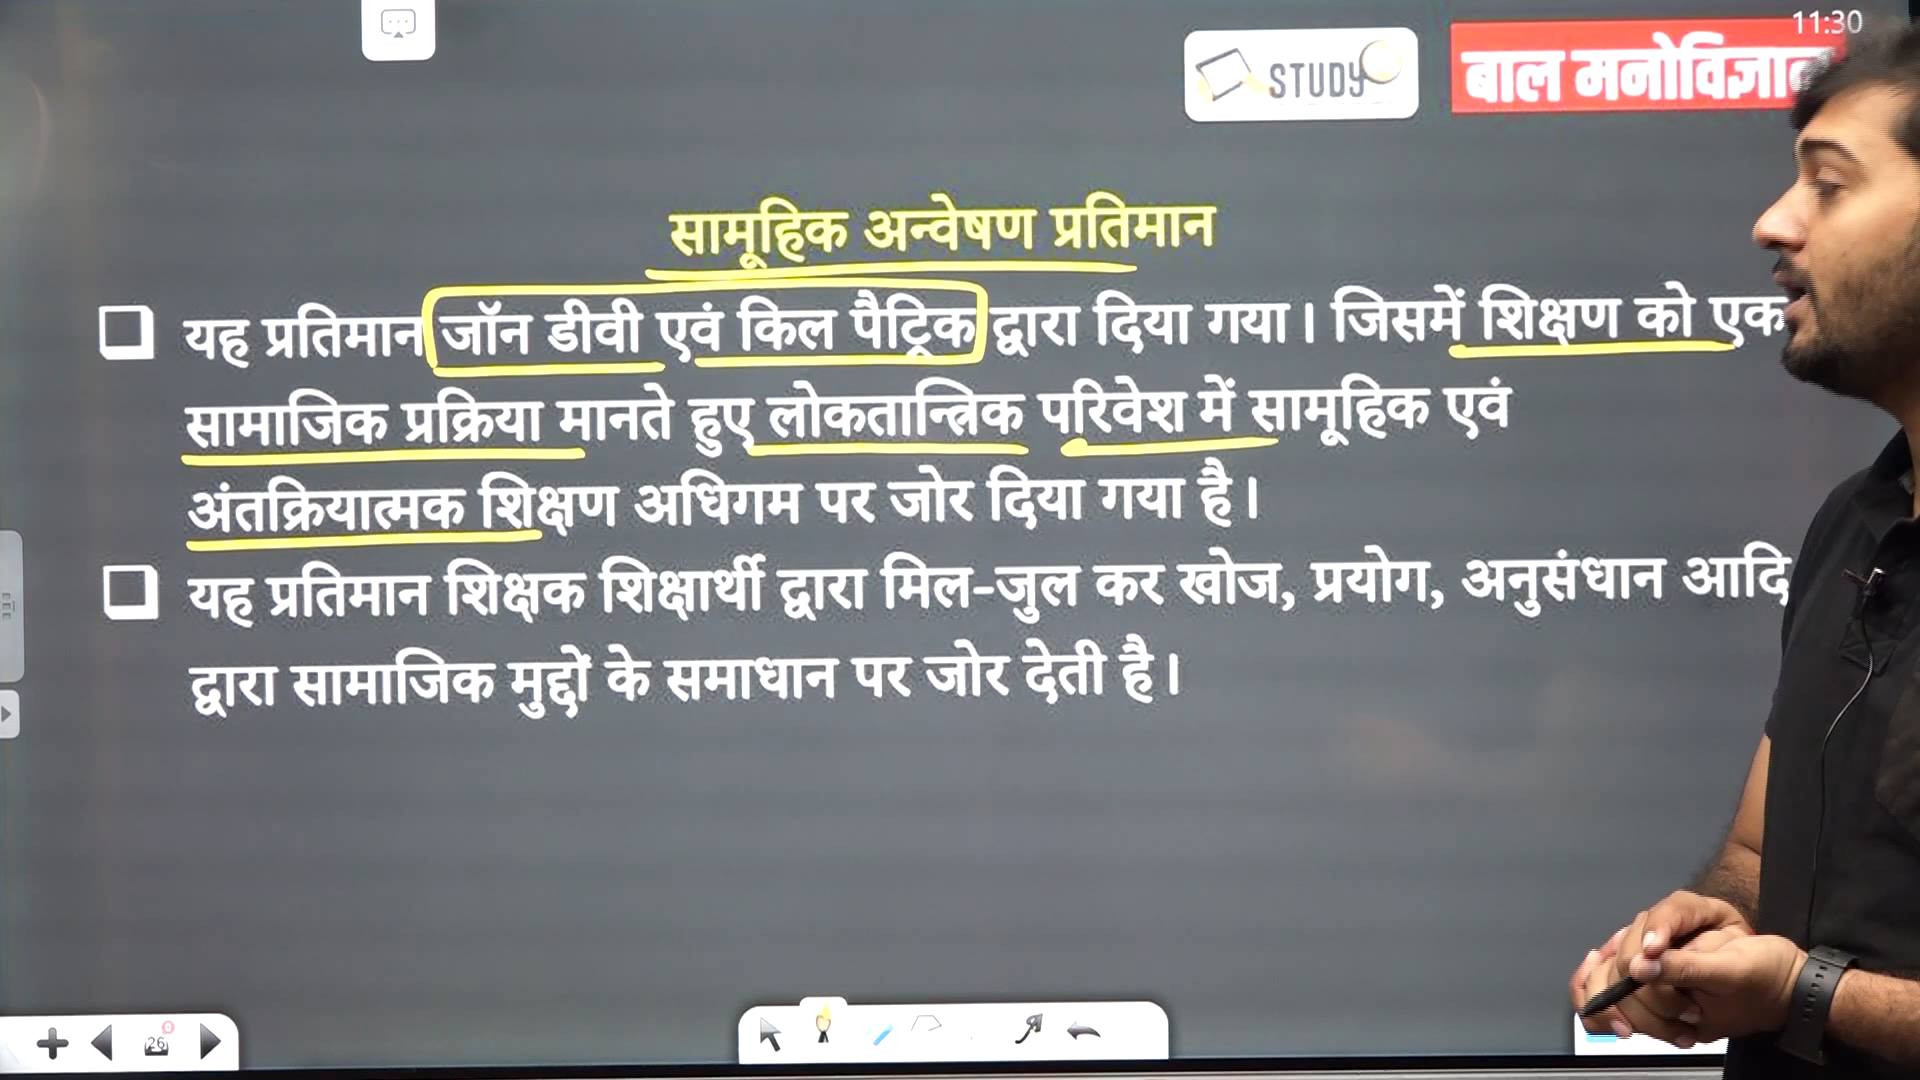 11:30
STUDY
बाल मनोविज्ञान
सामूहिक अन्वेषण प्रतिमान
यह प्रतिमान जॉन डीवी एवं किल पैट्रिक द्वारा दिया गया। जिसमें शिक्षण को एक
सामाजिक प्रक्रिया मानते हुए लोकतान्त्रिक परिवेश में सामूहिक एवं
अंतक्रियात्मक शिक्षण अधिगम पर जोर दिया गया है।
यह प्रतिमान शिक्षक शिक्षार्थी द्वारा मिल-जुल कर खोज, प्रयोग, अनुसंधान आदि
द्वारा सामाजिक मुद्दों के समाधान पर जोर देती है।
26